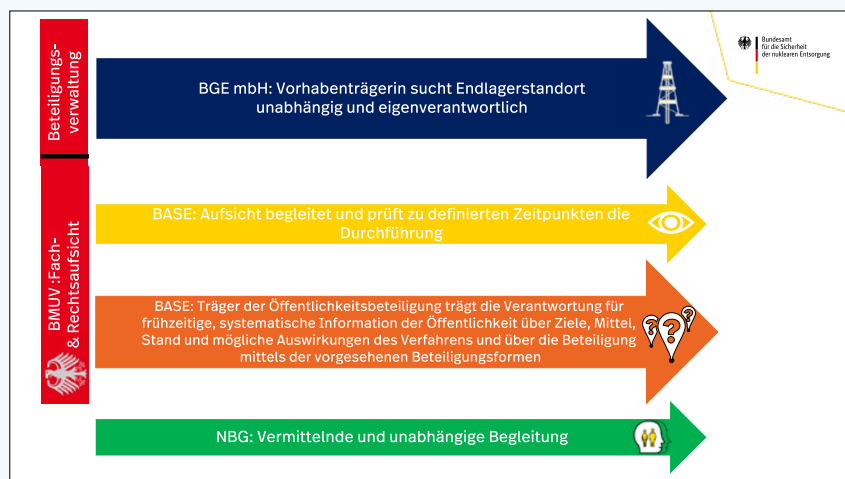 Beteiligungs-
verwaltung
BMUV :Fach-
& Rechtsaufsicht
BGE mbH: Vorhabenträgerin sucht Endlagerstandort
unabhängig und eigenverantwortlich
Bundesamt
für die Sicherheit
der nuklearen Entsorgung
BASE: Aufsicht begleitet und prüft zu definierten Zeitpunkten die
Durchführung
BASE: Träger der Öffentlichkeitsbeteiligung trägt die Verantwortung für
frühzeitige, systematische Information der Öffentlichkeit über Ziele, Mittel,
Stand und mögliche Auswirkungen des Verfahrens und über die Beteiligung
mittels der vorgesehenen Beteiligungsformen
? ? ?
NBG: Vermittelnde und unabhängige Begleitung